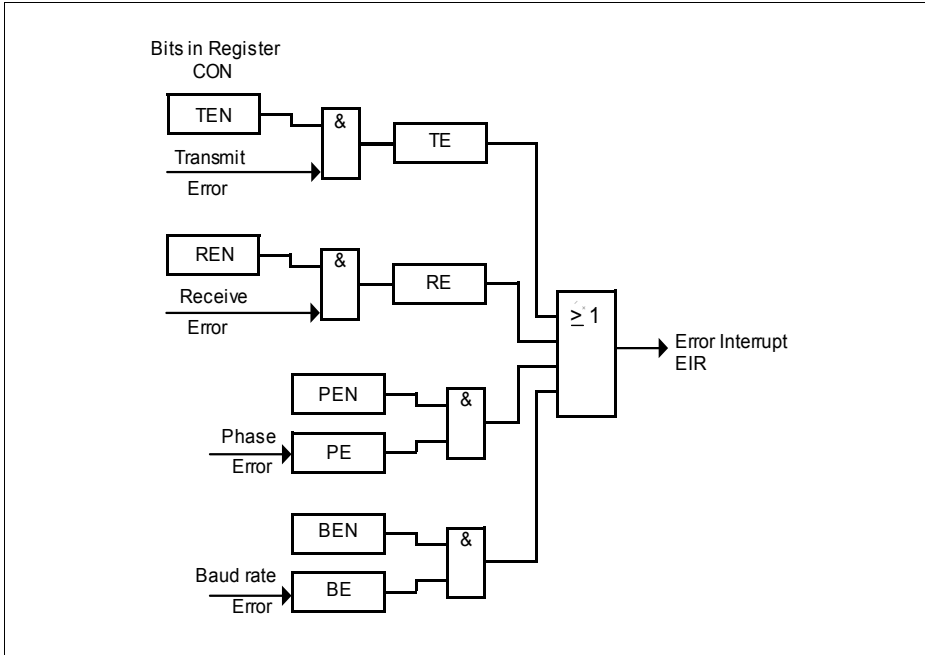 Bits in Register
CON
TEN
&
TE
Transmit
Error
REN
&
RE
Receive
Error
≥ 1
Error Interrupt
EIR
PEN
&
Phase
PE
Error
BEN
&
Baud rate
BE
Error